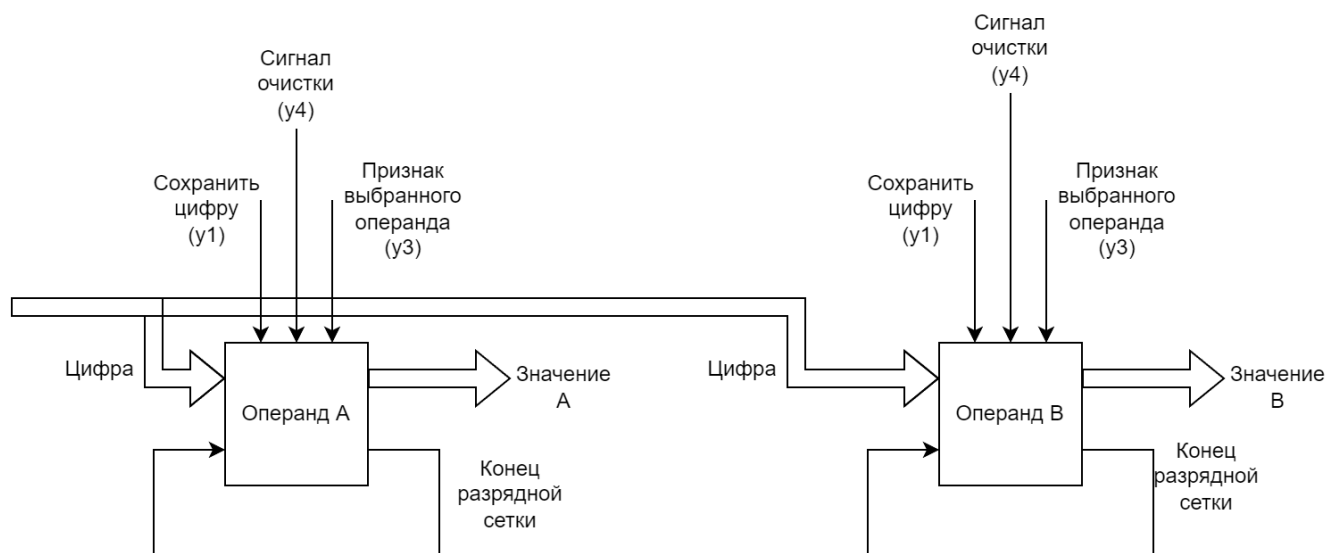 Сигнал
очистки
(y4)
Сохранить
цифру
(y1)
Признак
выбранного
операнда
(y3)
Цифра
Операнд А
Значение
А
Конец
разрядной
сетки
Сигнал
очистки
(y4)
Сохранить
цифру
(y1)
Признак
выбранного
операнда
(y3)
Цифра
Операнд В
Значение
В
Конец
разрядной
сетки